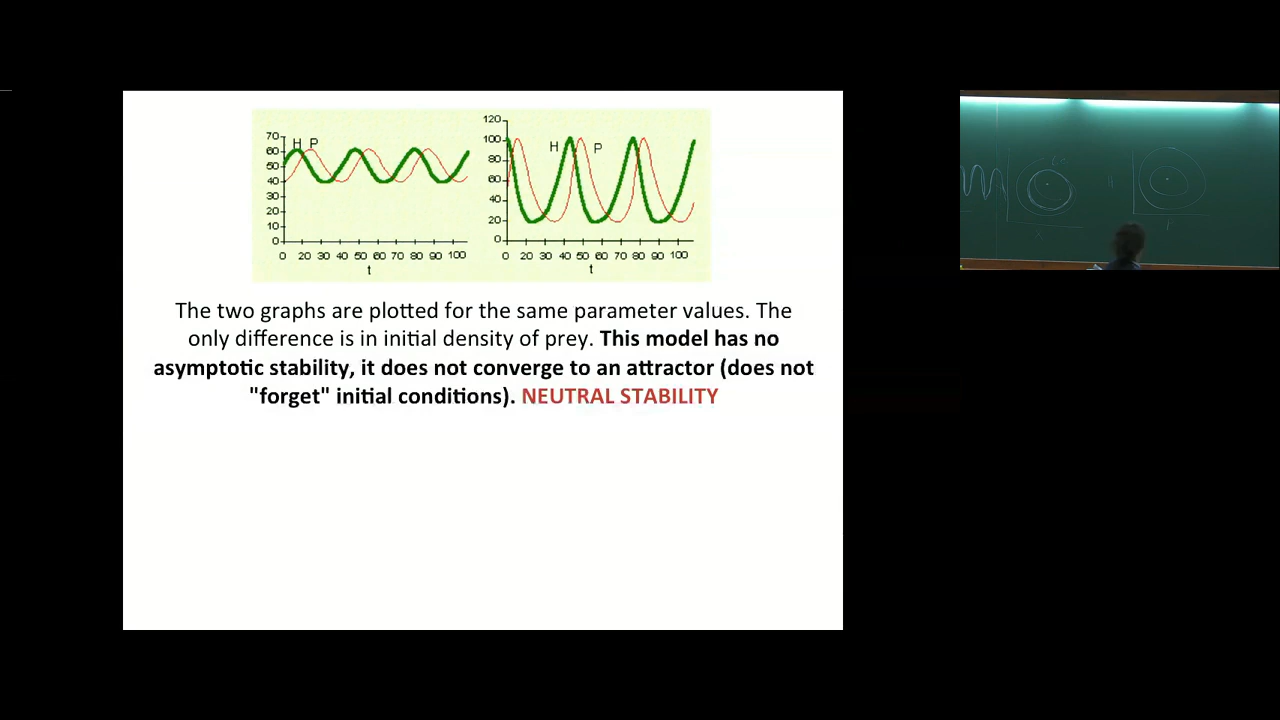 70
60
50
40
30
20
10
0
H P
0 20 30 40 50 60 70 80 90 100
t
120
100
80
60
40
20
0
H P
0 20 30 40 50 60 70 80 100
t
The two graphs are plotted for the same parameter values. The
only difference is in initial density of prey. This model has no
asymptotic stability, it does not converge to an attractor (does not
"forget" initial conditions). NEUTRAL STABILITY